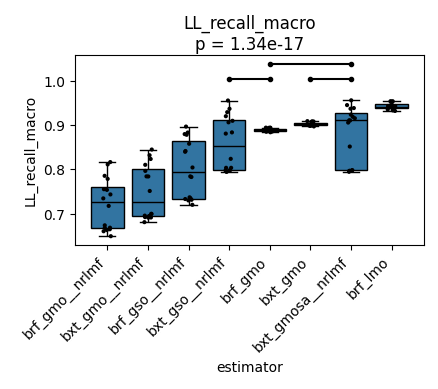 LL_recall_macro
p = 1.34e-17
LL_recall_macro
1.0
0.9
0.8
0.7
brf_gmo__nrlmf
bxt_gmo__nrlmf
brf_gso__nrlmf
bxt_gso__nrlmf
brf_gmo
bxt_gmo
bxt_gmosa__nrlmf
brf_lmo
estimator